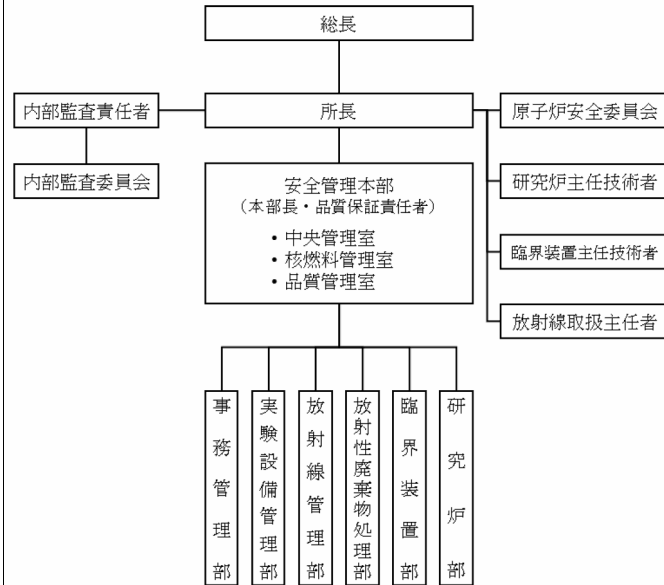 総長
内部監査責任者
所長
原子炉安全委員会
内部監査委員会
安全管理本部
（本部長・品質保証責任者）
・中央管理室
・核燃料管理室
・品質管理室
研究炉主任技術者
臨界装置主任技術者
放射線取扱主任者
事務管理部
実験設備管理部
放射線管理部
放射性廃棄物処理部
臨界装置部
研究炉部